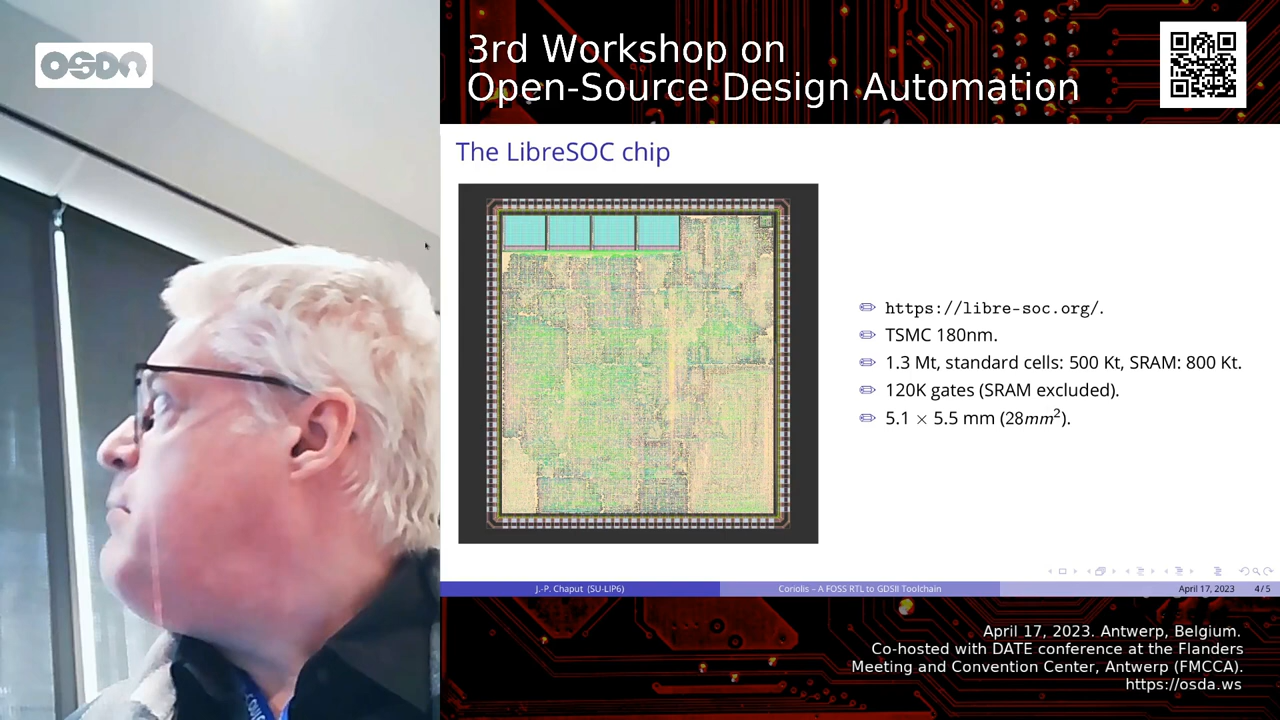 OSDA
3rd Workshop on
Open-Source Design Automation
The LibreSOC chip
https://libre-soc.org/.
TSMC 180nm.
1.3 Mt, standard cells: 500 Kt, SRAM: 800 Kt.
120K gates (SRAM excluded).
5.1 × 5.5 mm (28mm²).
J.-P. Chaput (SU-LIP6)
Coriolis – A FOSS RTL to GDSII Toolchain
April 17, 2023
4/5
April 17, 2023. Antwerp, Belgium.
Co-hosted with DATE conference at the Flanders
Meeting and Convention Center, Antwerp (FMCCA).
https://osda.ws